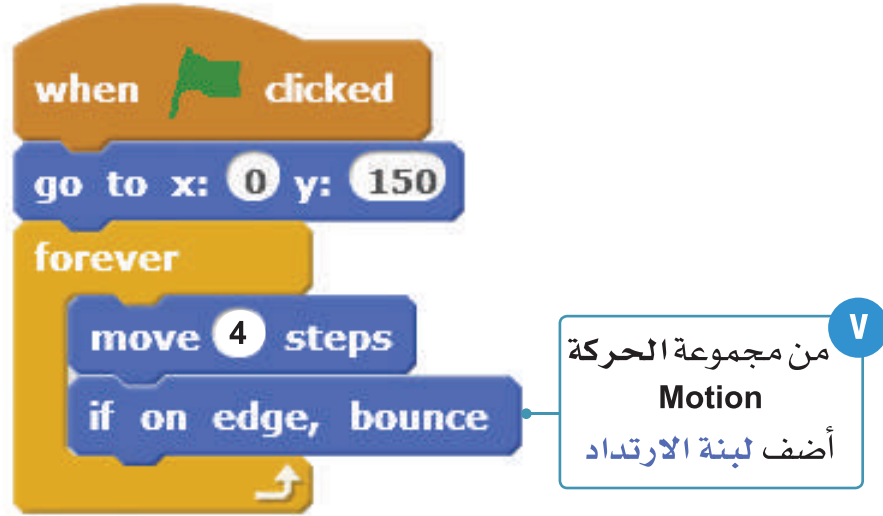 when clicked
go to x: 0 y: 150
forever
move 4 steps
if on edge, bounce
٧
من مجموعة الحركة
Motion
أضف لبنة الارتداد